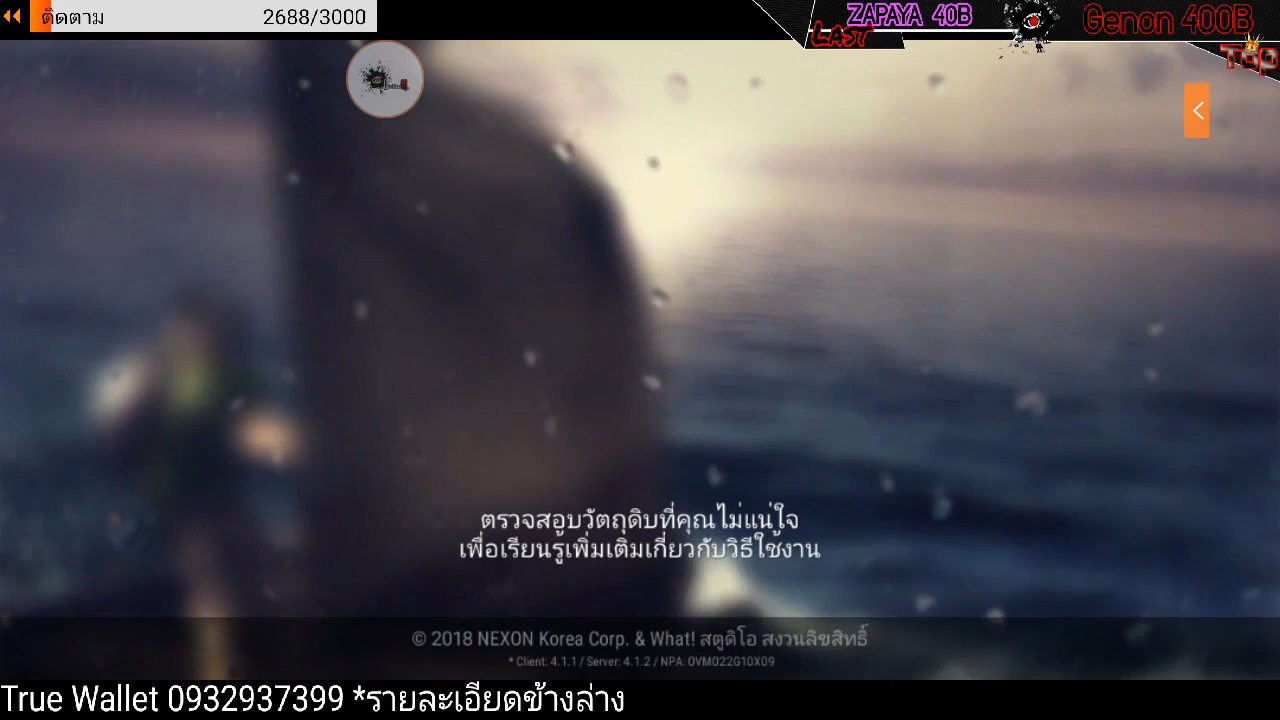 ติดตาม 2688/3000
ZAPAYA 40B
Last
Genon 400B
Top
ตรวจสอบวัตถุดิบที่คุณไม่แน่ใจ
เพื่อเรียนรู้เพิ่มเติมเกี่ยวกับวิธีใช้งาน
© 2018 NEXON Korea Corp. & What! สตูดิโอ สงวนลิขสิทธิ์
* Client: 4.1.1 / Server: 4.1.2 / NPA: 0VM022G10X09
True Wallet 0932937399 *รายละเอียดข้างล่าง